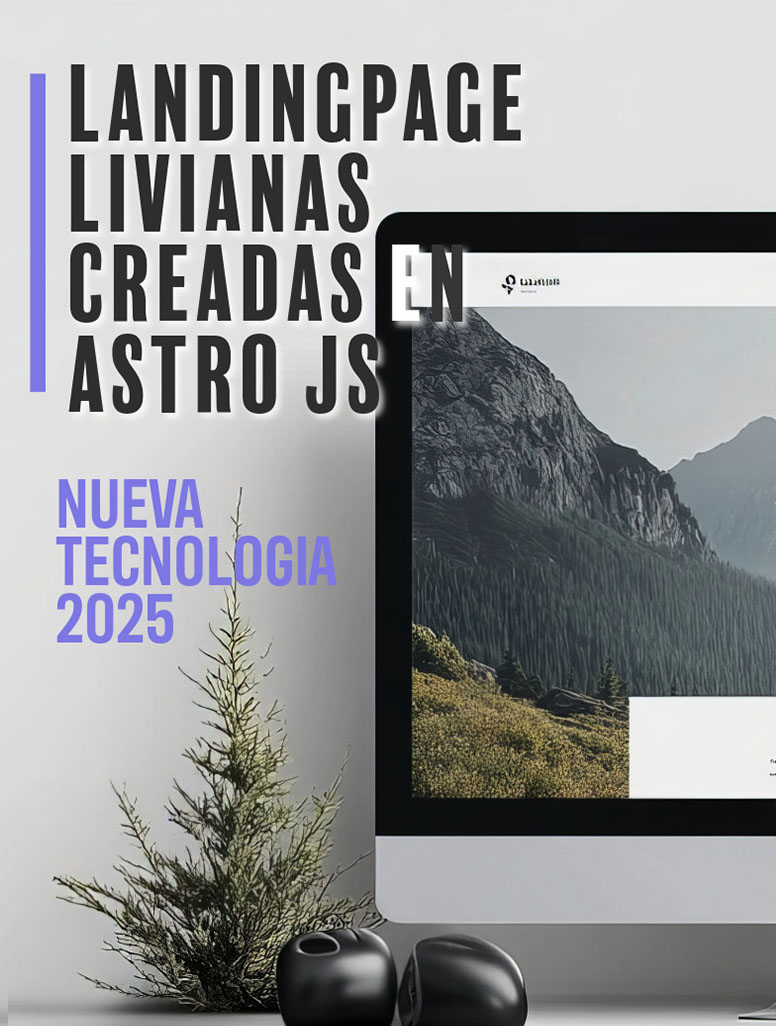 LANDINGPAGE
LIVIANAS
CREADAS EN
ASTRO JS
NUEVA
TECNOLOGIA
2025